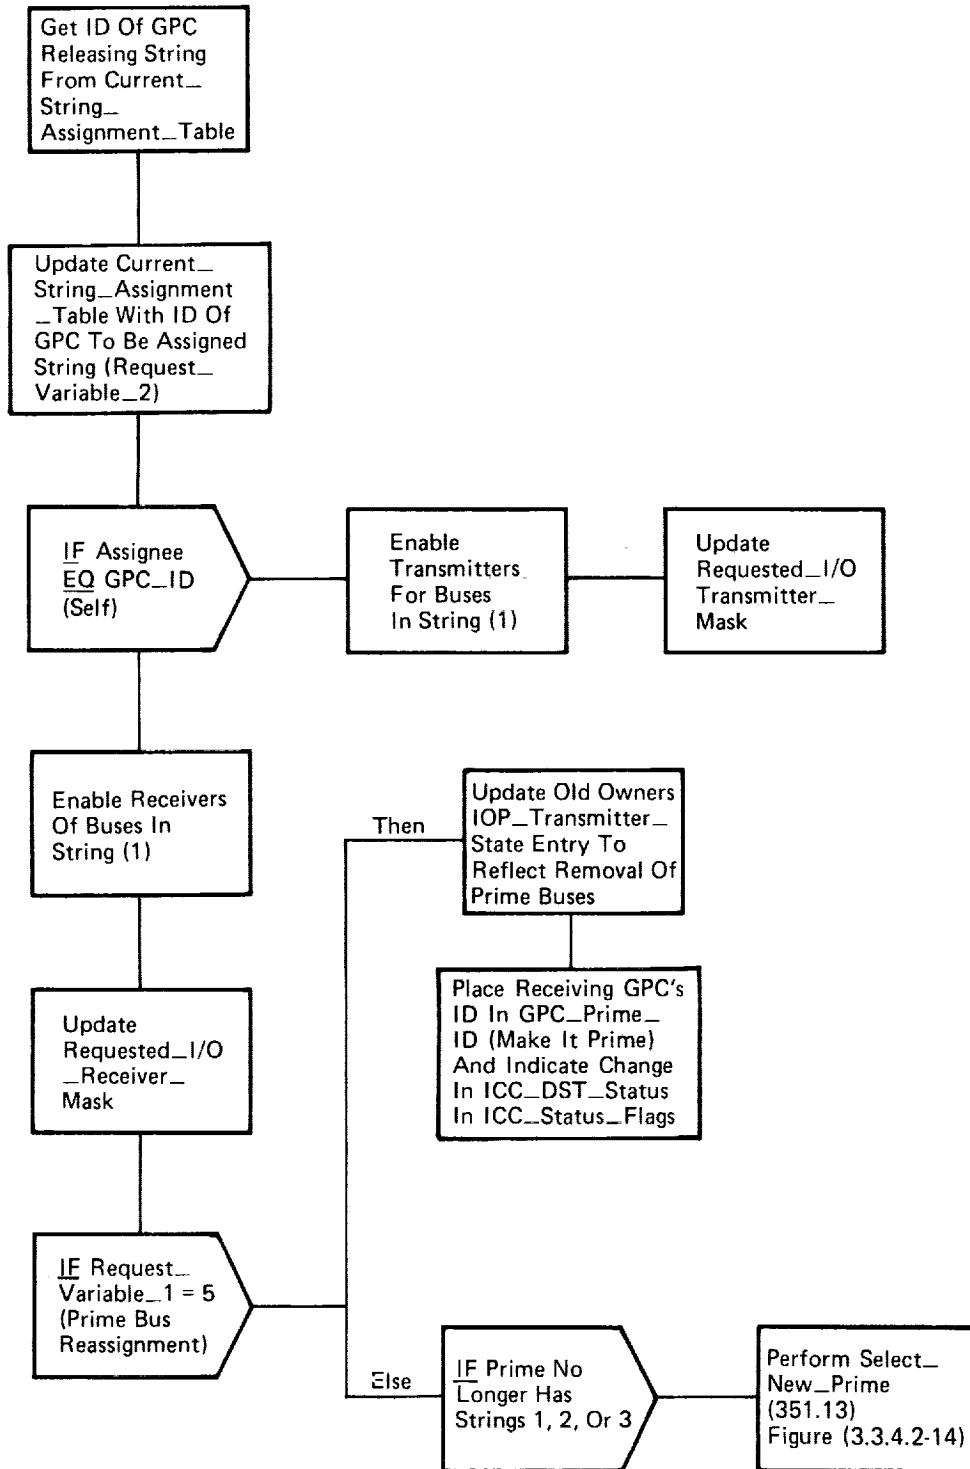 Get ID Of GPC
Releasing String
From Current_
String_
Assignment_Table
Update Current_
String_Assignment
_Table With ID Of
GPC To Be Assigned
String (Request_
Variable_2)
IF Assignee
EQ GPC_ID
(Self)
Enable
Transmitters
For Buses
In String (1)
Update
Requested_I/O
Transmitter_
Mask
Enable Receivers
Of Buses In
String (1)
Update
Requested_I/O
_Receiver_
Mask
IF Request_
Variable_1 = 5
(Prime Bus
Reassignment)
Then
Update Old Owners
IOP_Transmitter_
State Entry To
Reflect Removal Of
Prime Buses
Place Receiving GPC's
ID In GPC_Prime_
ID (Make It Prime)
And Indicate Change
In ICC_DST_Status
In ICC_Status_Flags
Else
IF Prime No
Longer Has
Strings 1, 2, Or 3
Perform Select_
New_Prime
(351.13)
Figure (3.3.4.2-14)